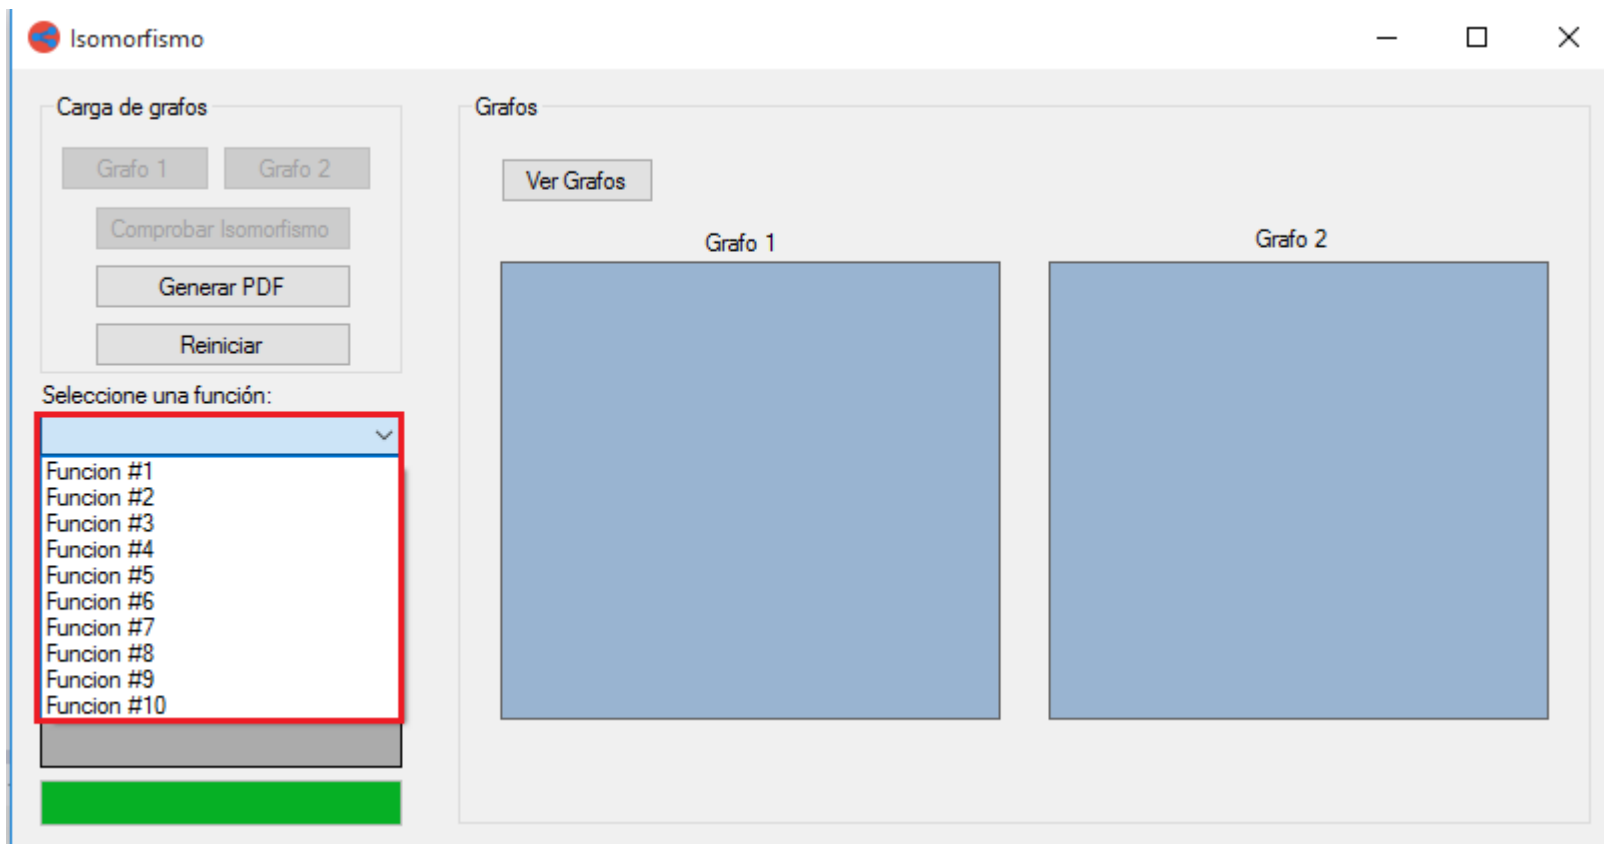 Isomorfismo
Carga de grafos
Grafo 1
Grafo 2
Comprobar Isomorfismo
Generar PDF
Reiniciar
Seleccione una función:
Funcion #1
Funcion #2
Funcion #3
Funcion #4
Funcion #5
Funcion #6
Funcion #7
Funcion #8
Funcion #9
Funcion #10
Grafos
Ver Grafos
Grafo 1
Grafo 2